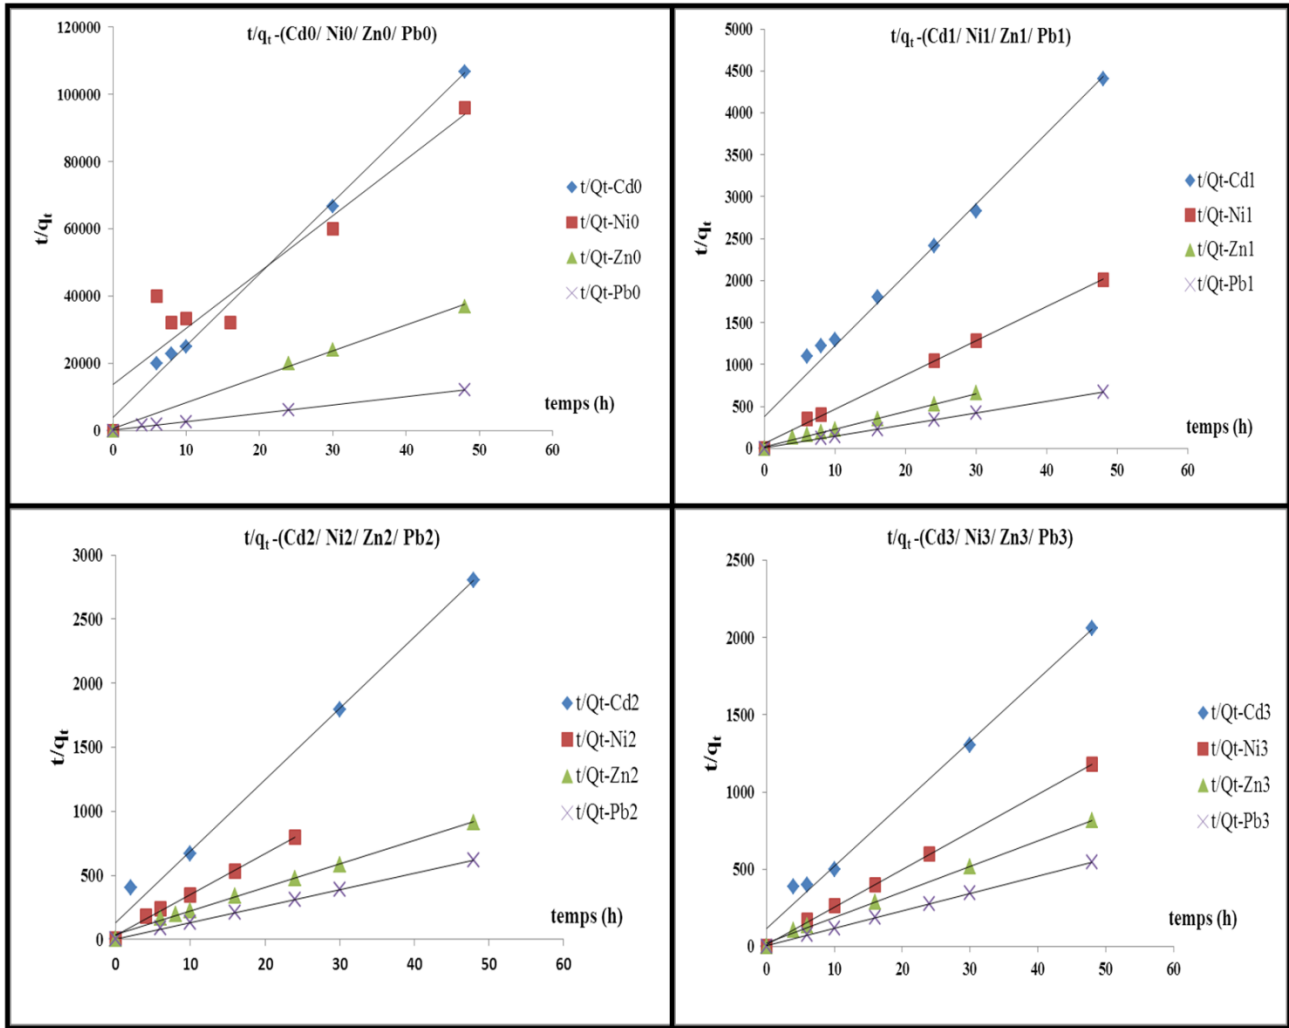 t/qt -(Cd0/ Ni0/ Zn0/ Pb0)
120000
100000
80000
60000
40000
20000
0
t/qt
0 10 20 30 40 50 60
temps (h)
t/Qt-Cd0
t/Qt-Ni0
t/Qt-Zn0
t/Qt-Pb0
t/qt -(Cd1/ Ni1/ Zn1/ Pb1)
5000
4500
4000
3500
3000
2500
2000
1500
1000
500
0
t/qt
0 10 20 30 40 50 60
temps (h)
t/Qt-Cd1
t/Qt-Ni1
t/Qt-Zn1
t/Qt-Pb1
t/qt -(Cd2/ Ni2/ Zn2/ Pb2)
3000
2500
2000
1500
1000
500
0
t/qt
0 10 20 30 40 50 60
temps (h)
t/Qt-Cd2
t/Qt-Ni2
t/Qt-Zn2
t/Qt-Pb2
t/qt -(Cd3/ Ni3/ Zn3/ Pb3)
2500
2000
1500
1000
500
0
t/qt
0 10 20 30 40 50 60
temps (h)
t/Qt-Cd3
t/Qt-Ni3
t/Qt-Zn3
t/Qt-Pb3